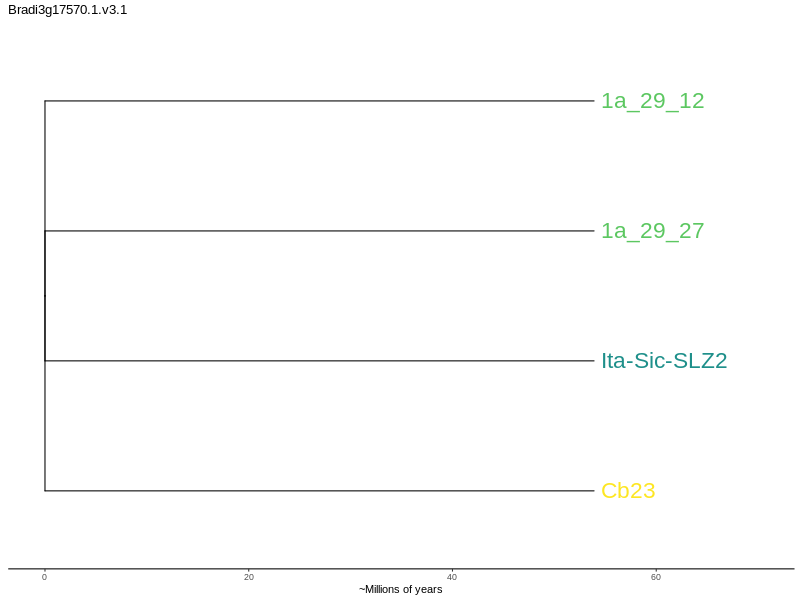 Bradi3g17570.1.v3.1
1a_29_12
1a_29_27
Ita-Sic-SLZ2
Cb23
0 20 40 60
~Millions of years